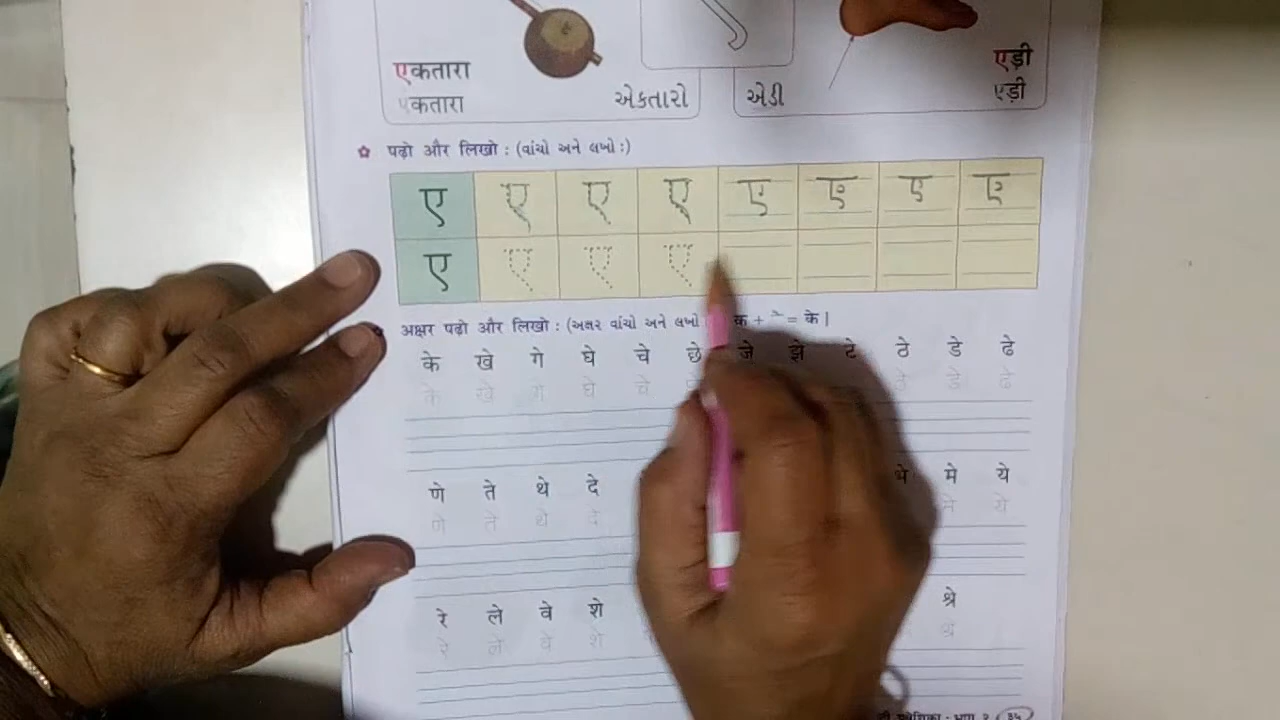 एकतारा
एकतारा
એકતારો
એડી
एड़ी
एड़ी
पढ़ो और लिखो : (વાંચો અને લખો :)
ए ए ए ए ए ए ए ए
ए ए ए ए
अक्षर पढ़ो और लिखो : (અક્ષર વાંચો અને લખો क + े = के |
के खे गे घे चे छे जे झे टे ठे डे ढे
के खे गे घे चे ठे डे ढे
णे ते थे दे भे मे ये
णे ते थे दे मे ये
रे ले वे शे श्रे
रे ले वे शे श्रे